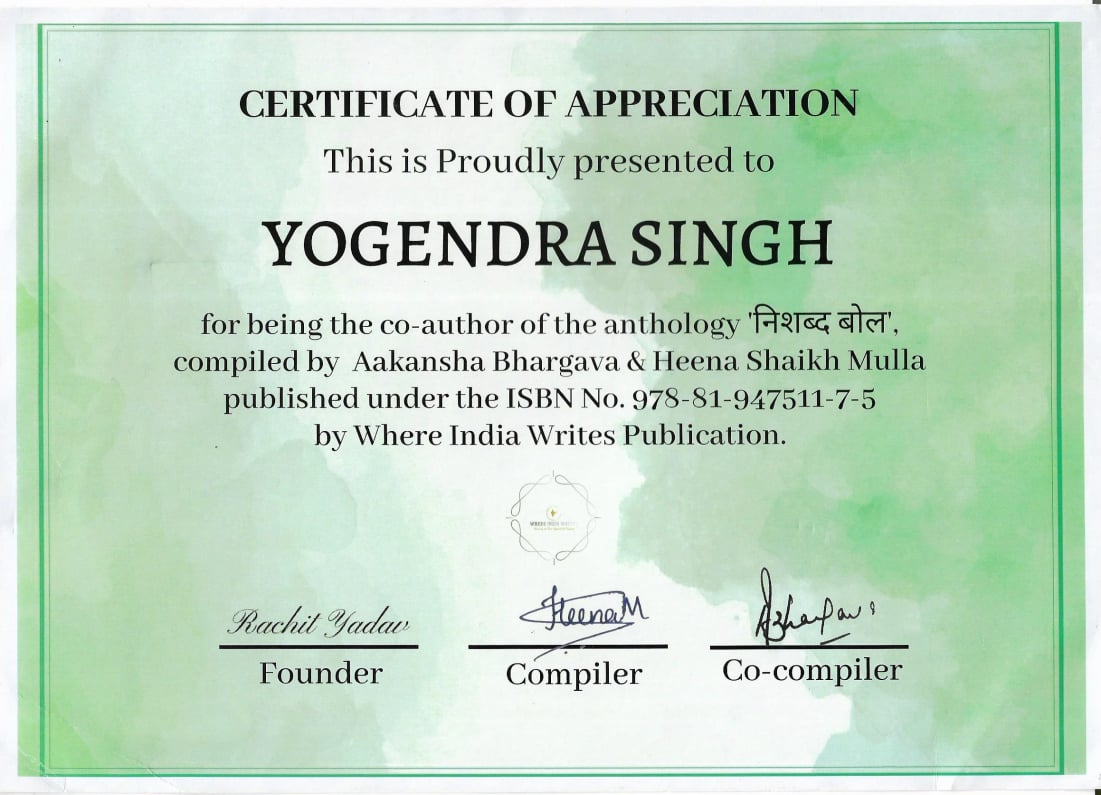 CERTIFICATE OF APPRECIATION
This is Proudly presented to
YOGENDRA SINGH
for being the co-author of the anthology 'निशब्द बोल',
compiled by Aakansha Bhargava & Heena Shaikh Mulla
published under the ISBN No. 978-81-947511-7-5
by Where India Writes Publication.
WHERE INDIA WRITES
Rachit Yadav HeenaM
Founder Compiler Co-compiler